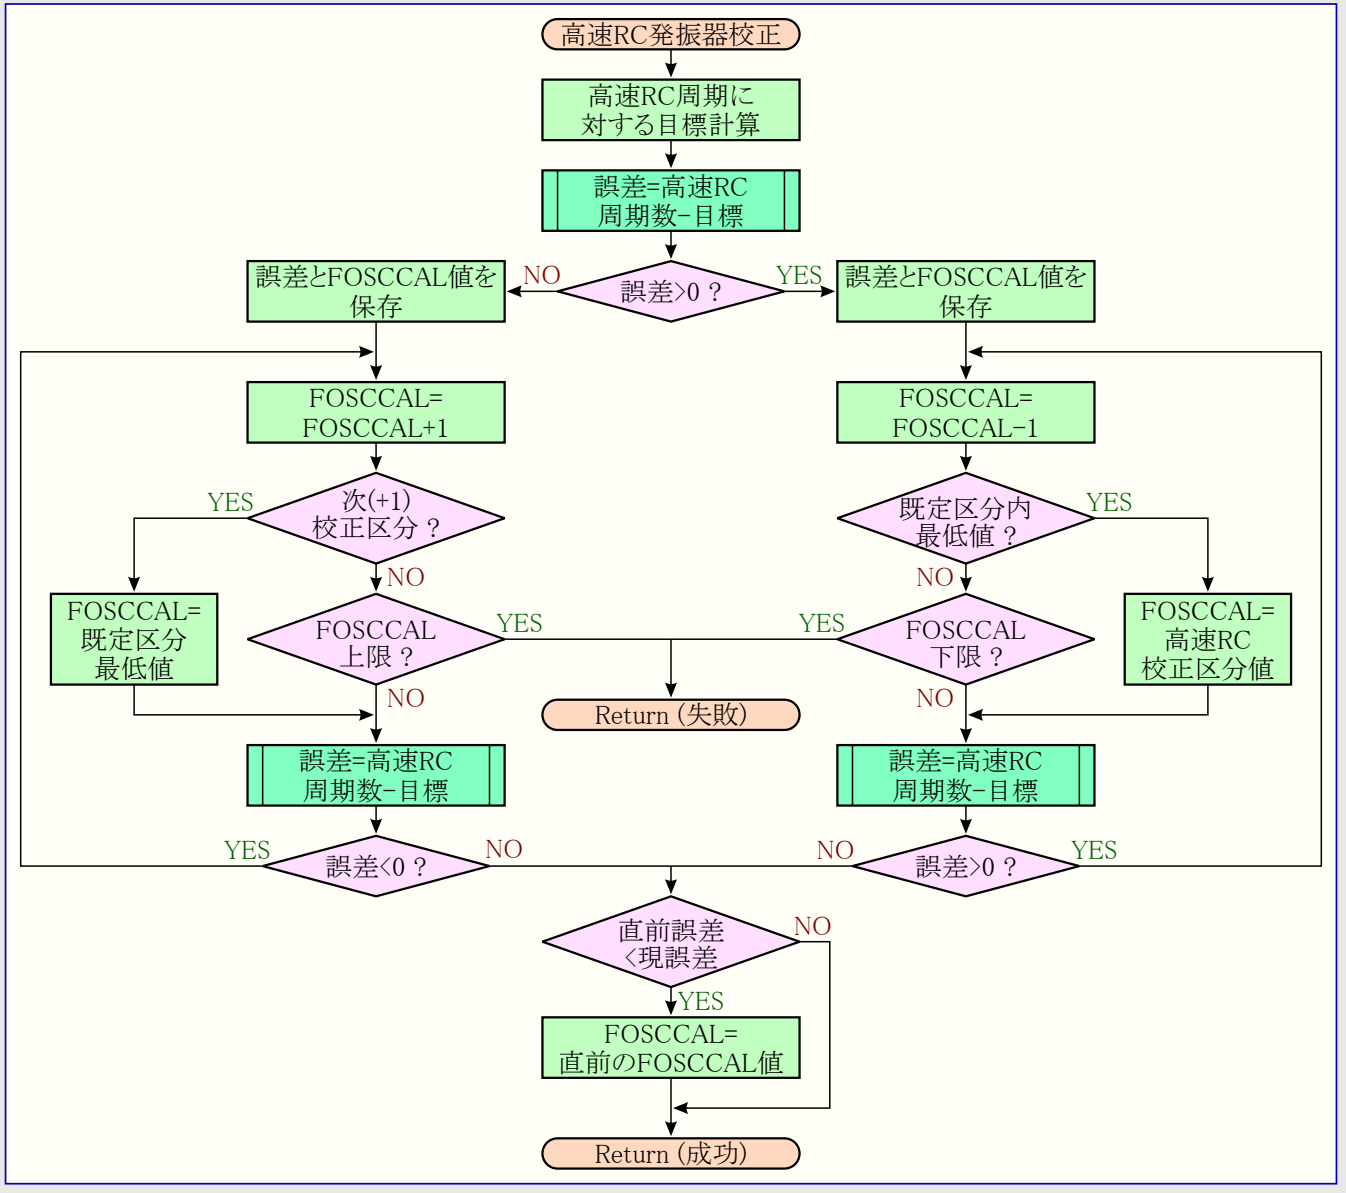 高速RC発振器校正
高速RC周期に
対する目標計算
誤差=高速RC
周期数−目標
誤差>0 ?
NO
YES
誤差とFOSCCAL値を
保存
誤差とFOSCCAL値を
保存
FOSCCAL=
FOSCCAL+1
FOSCCAL=
FOSCCAL−1
次(+1)
校正区分 ?
YES
NO
既定区分内
最低値 ?
YES
NO
FOSCCAL=
既定区分
最低値
FOSCCAL
上限 ?
YES
NO
FOSCCAL
下限 ?
YES
NO
FOSCCAL=
高速RC
校正区分値
Return (失敗)
誤差=高速RC
周期数−目標
誤差=高速RC
周期数−目標
誤差<0 ?
YES
NO
誤差>0 ?
NO
YES
直前誤差
<現誤差
NO
YES
FOSCCAL=
直前のFOSCCAL値
Return (成功)